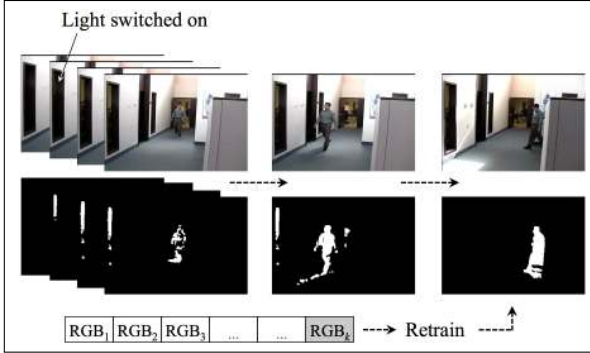 Light switched on
RGB₁ RGB₂ RGB₃ ... ... RGBₖ Retrain